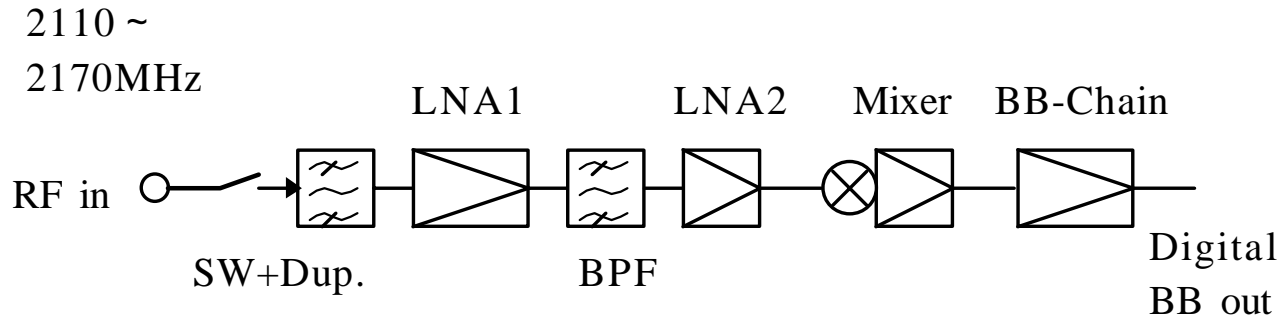 2110 ~
2170MHz
LNA1
LNA2
Mixer
BB-Chain
RF in
SW+Dup.
BPF
Digital
BB out